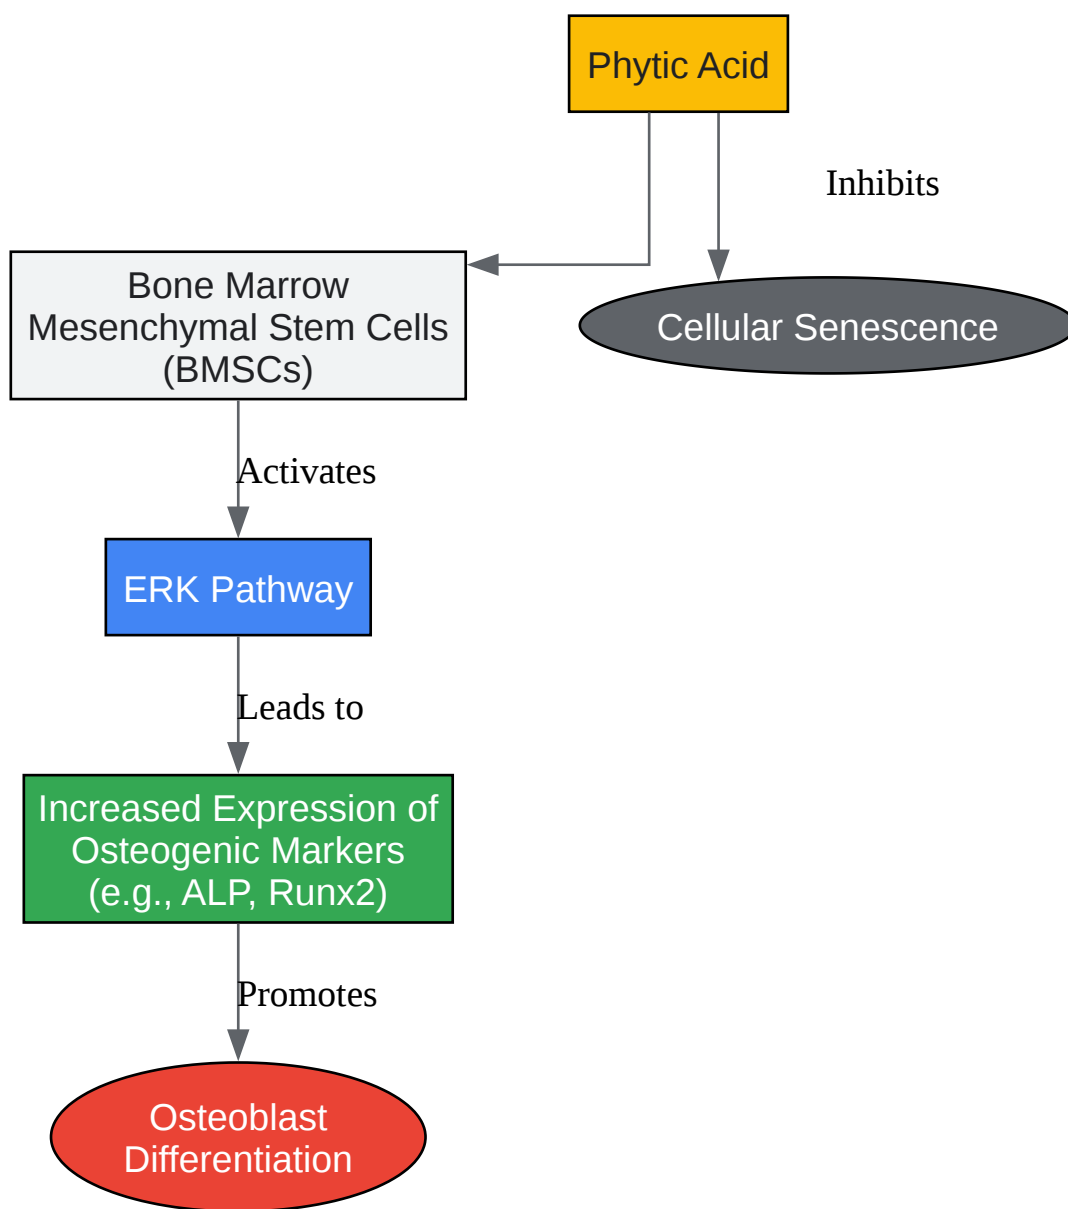 Phytic Acid
Inhibits
Bone Marrow
Mesenchymal Stem Cells
(BMSCs)
Cellular Senescence
Activates
ERK Pathway
Leads to
Increased Expression of
Osteogenic Markers
(e.g., ALP, Runx2)
Promotes
Osteoblast
Differentiation